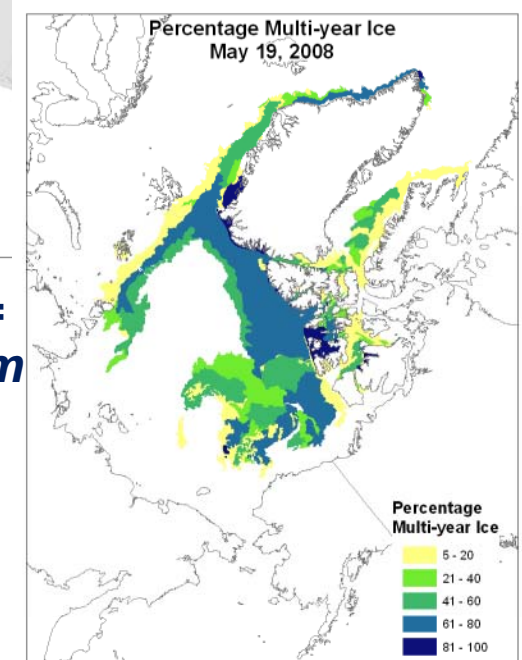 Percentage Multi-year Ice
May 19, 2008
=
m
Percentage
Multi-year Ice
5 - 20
21 - 40
41 - 60
61 - 80
81 - 100